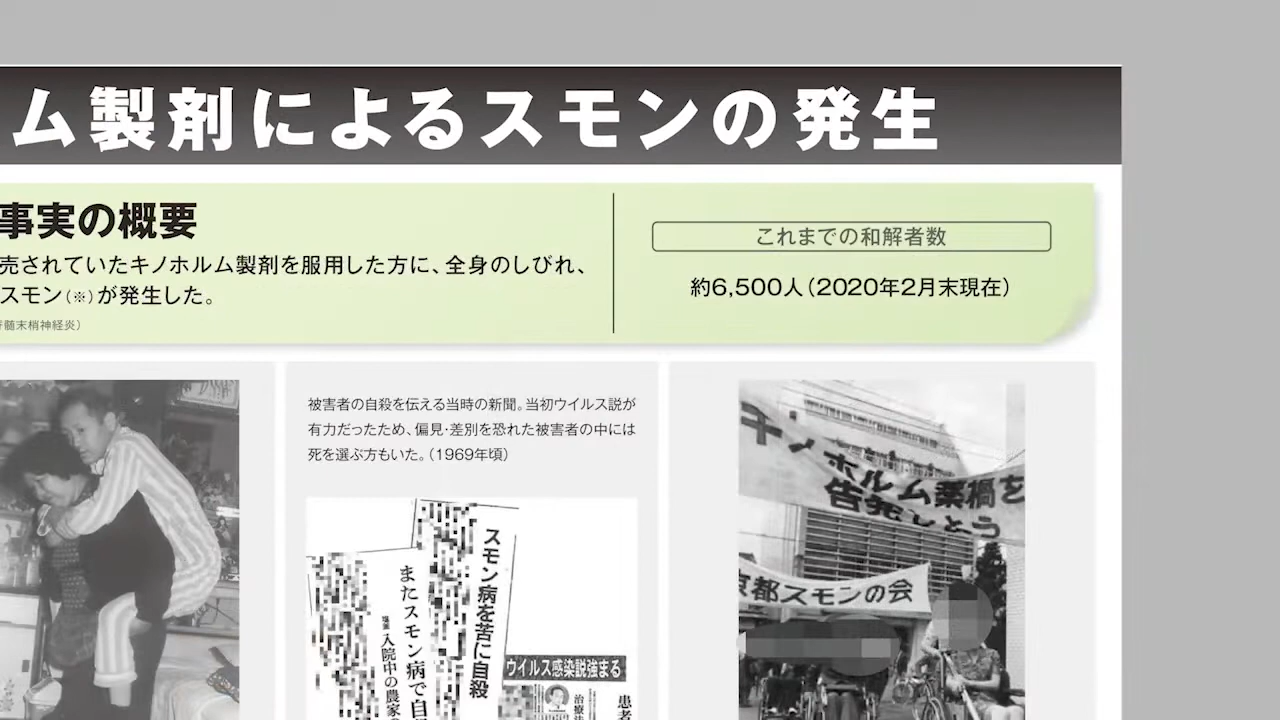 ム製剤によるスモンの発生
事実の概要
売されていたキノホルム製剤を服用した方に、全身のしびれ、
スモン(※)が発生した。
髄末梢神経炎)
これまでの和解者数
約6,500人(2020年2月末現在)
被害者の自殺を伝える当時の新聞。当初ウイルス説が
有力だったため、偏見・差別を恐れた被害者の中には
死を選ぶ方もいた。(1969年頃)
スモン病を苦に自殺
またスモン病で自
入院中の農家の
ウイルス感染説強まる
キノホルム薬禍を
告発しよう
京都スモンの会